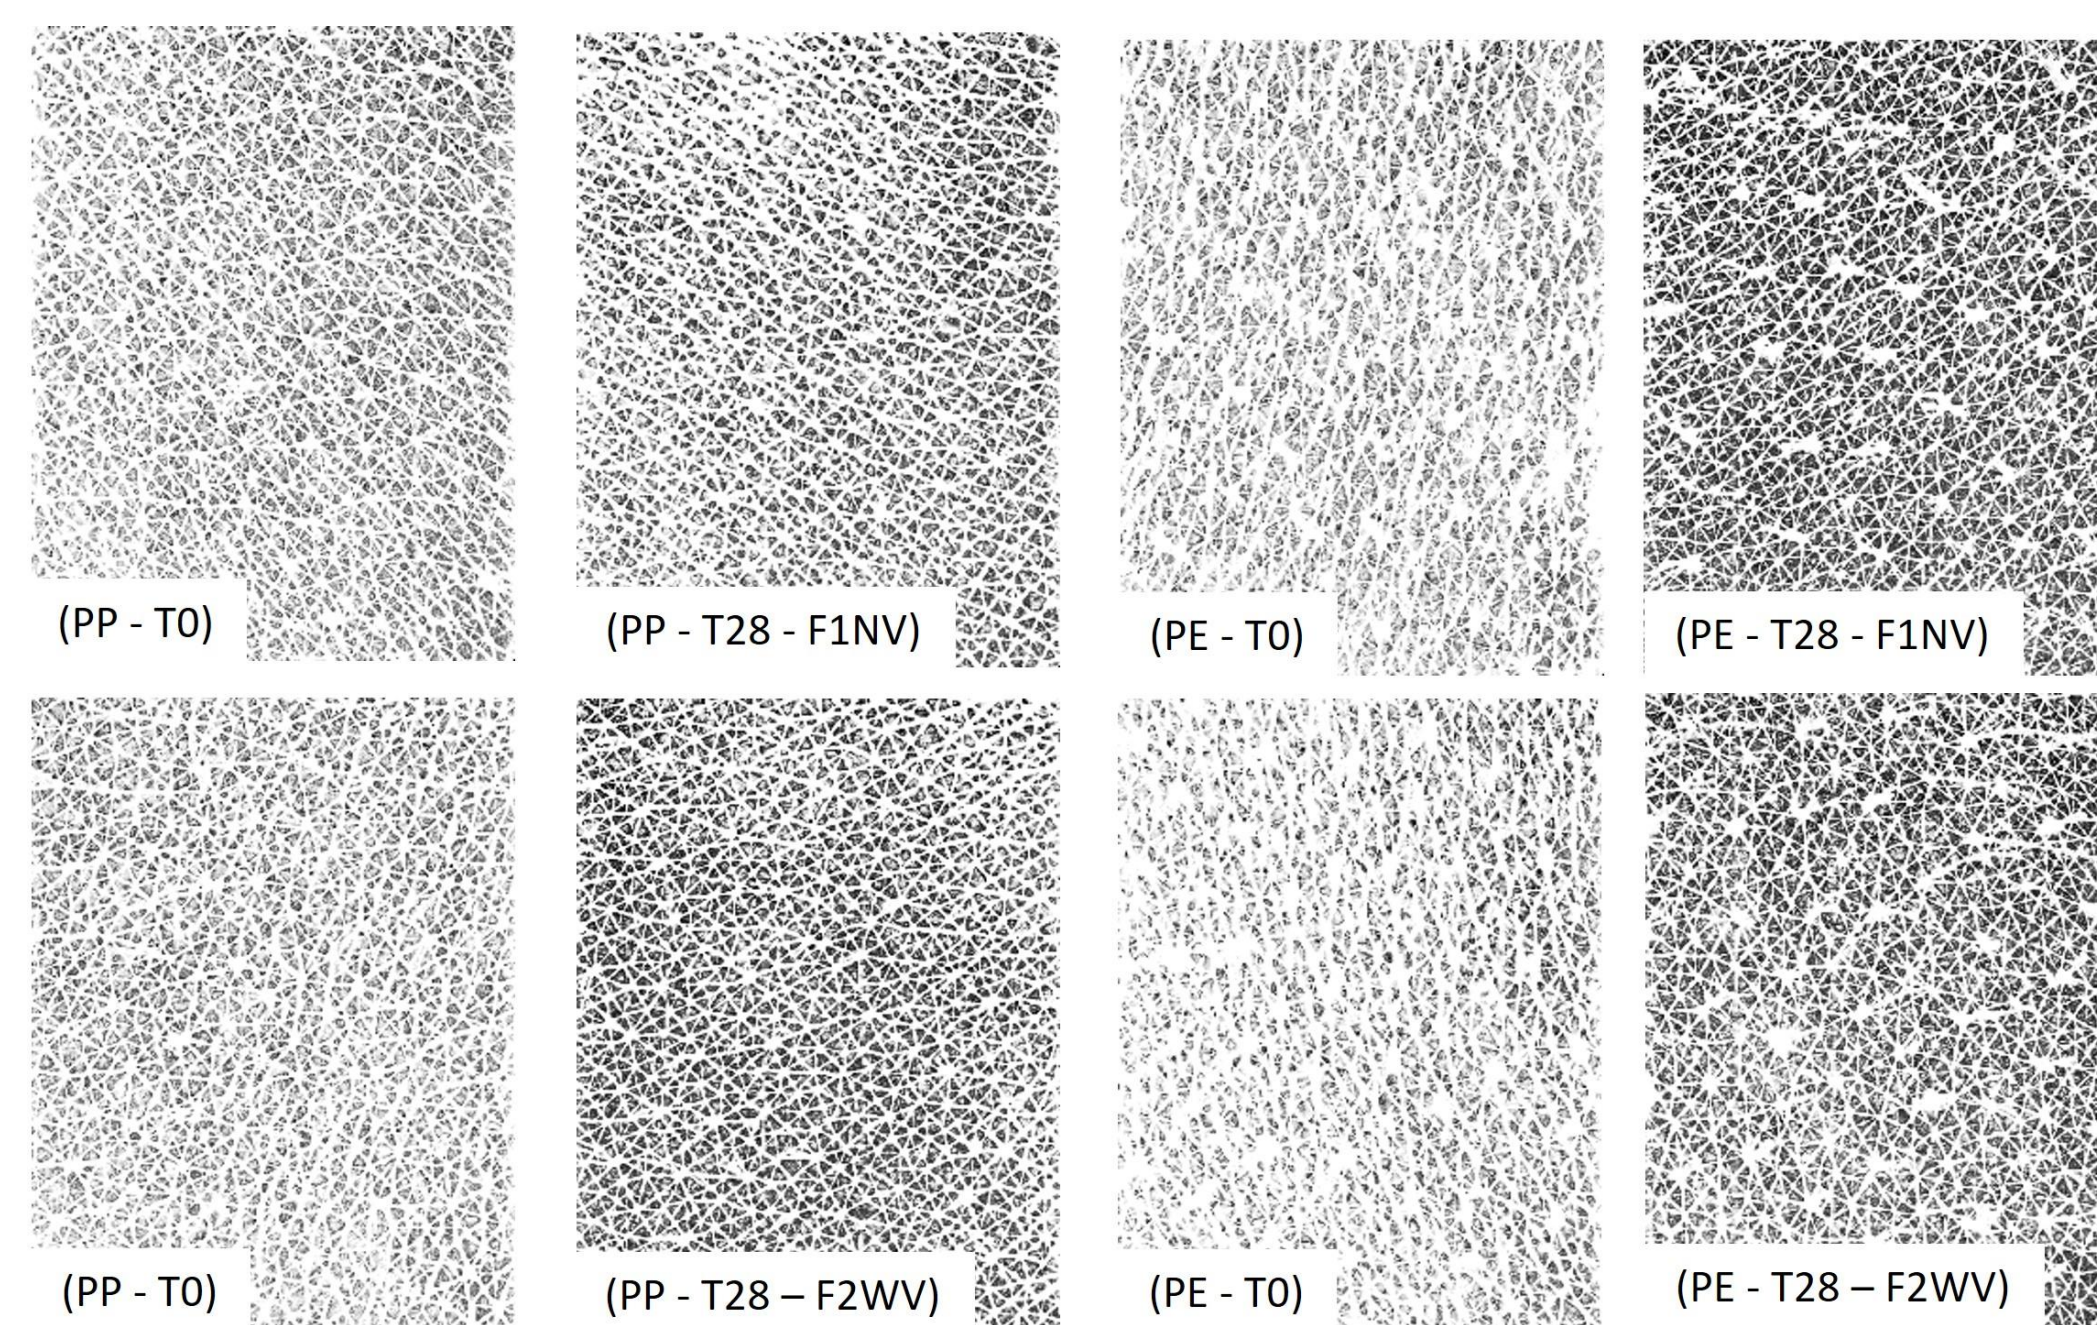 (PP - T0)
(PP - T28 - F1NV)
(PE - T0)
(PE - T28 - F1NV)
(PP - T0)
(PP - T28 – F2WV)
(PE - T0)
(PE - T28 – F2WV)